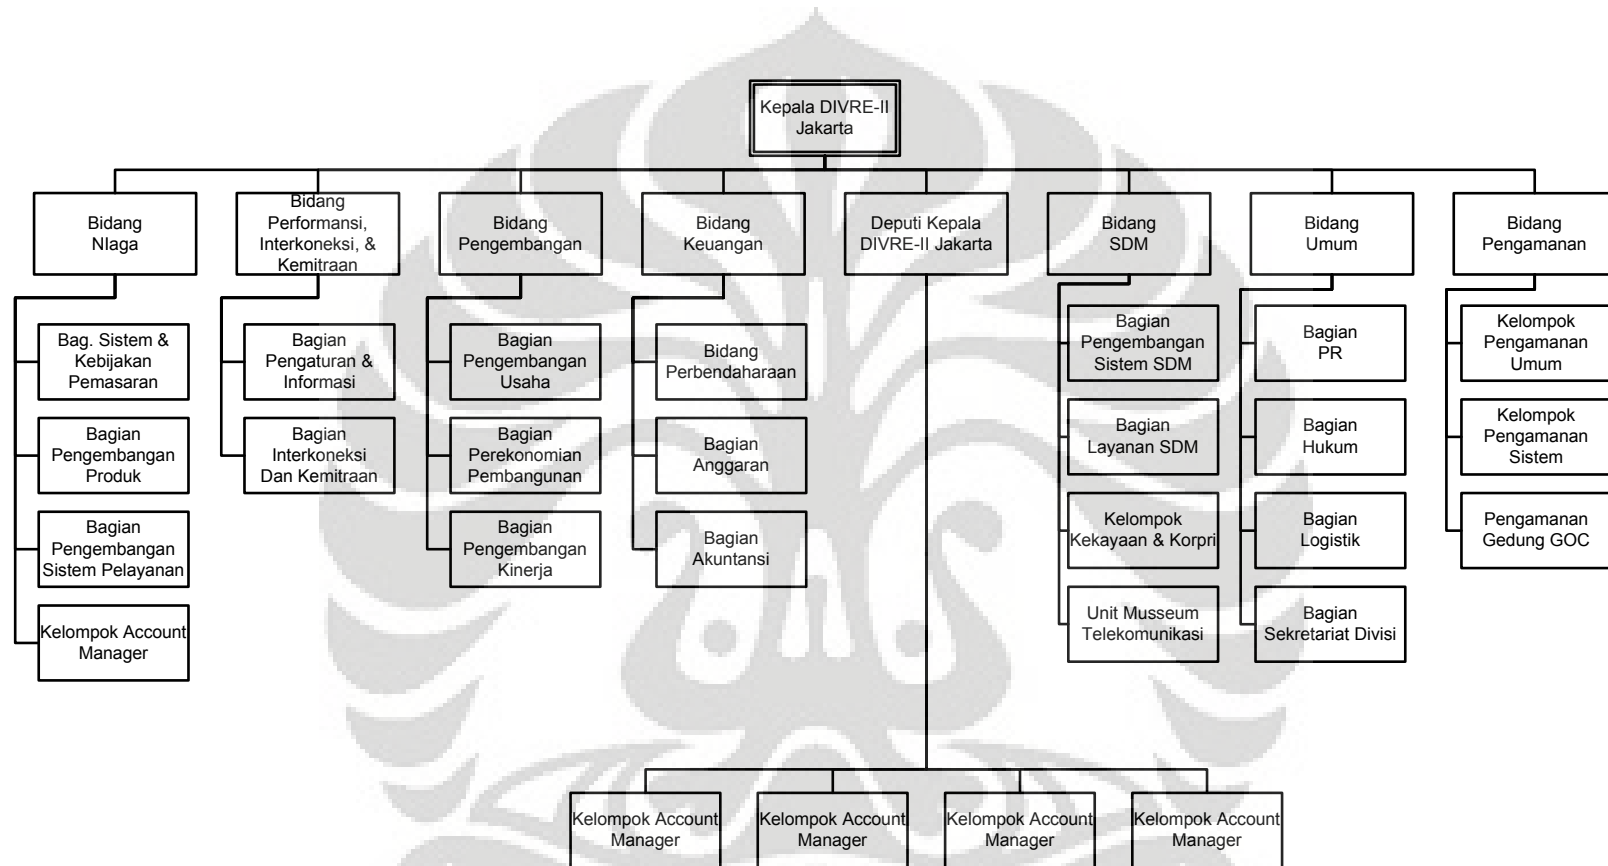 Kepala DIVRE-II
Jakarta
Bidang
NIaga
Bidang
Performansi,
Interkoneksi, &
Kemitraan
Bidang
Pengembangan
Bidang
Keuangan
Deputi Kepala
DIVRE-II Jakarta
Bidang
SDM
Bidang
Umum
Bidang
Pengamanan
Bag. Sistem &
Kebijakan
Pemasaran
Bagian
Pengembangan
Produk
Bagian
Pengembangan
Sistem Pelayanan
Kelompok Account
Manager
Bagian
Pengaturan &
Informasi
Bagian
Interkoneksi
Dan Kemitraan
Bagian
Pengembangan
Usaha
Bagian
Perekonomian
Pembangunan
Bagian
Pengembangan
Kinerja
Bidang
Perbendaharaan
Bagian
Anggaran
Bagian
Akuntansi
Bagian
Pengembangan
Sistem SDM
Bagian
Layanan SDM
Kelompok
Kekayaan & Korpri
Unit Musseum
Telekomunikasi
Bagian
PR
Bagian
Hukum
Bagian
Logistik
Bagian
Sekretariat Divisi
Kelompok
Pengamanan
Umum
Kelompok
Pengamanan
Sistem
Pengamanan
Gedung GOC
Kelompok Account
Manager
Kelompok Account
Manager
Kelompok Account
Manager
Kelompok Account
Manager